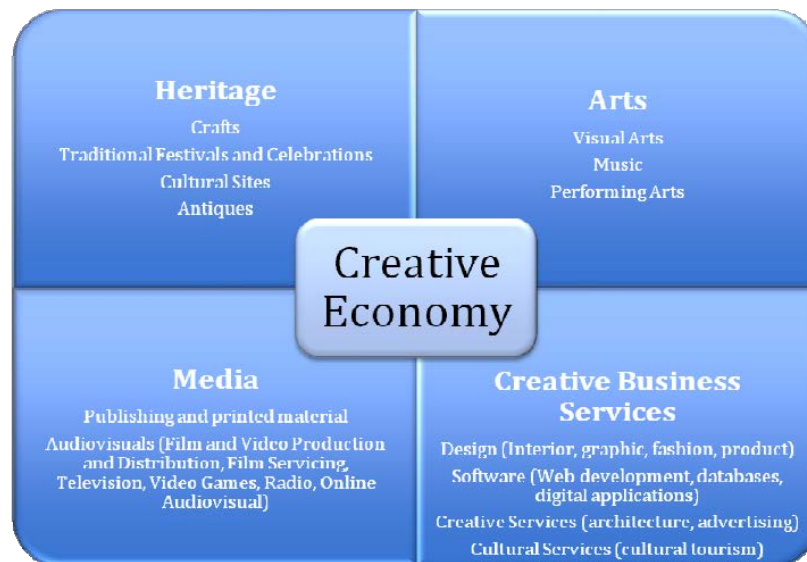 Heritage
Crafts
Traditional Festivals and Celebrations
Cultural Sites
Antiques
Arts
Visual Arts
Music
Performing Arts
Creative
Economy
Media
Publishing and printed material
Audiovisuals (Film and Video Production
and Distribution, Film Servicing,
Television, Video Games, Radio, Online
Audiovisual)
Creative Business
Services
Design (Interior, graphic, fashion, product)
Software (Web development, databases,
digital applications)
Creative Services (architecture, advertising)
Cultural Services (cultural tourism)